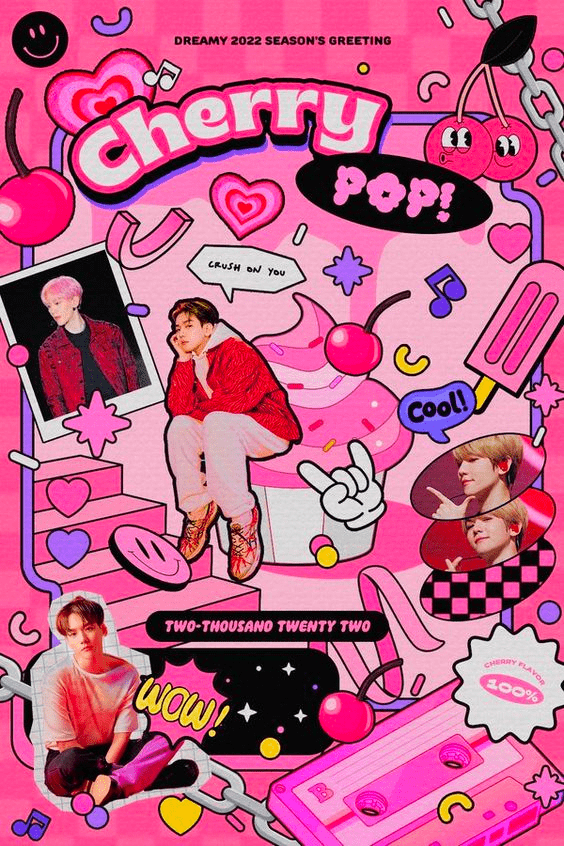 DREAMY 2022 SEASON'S GREETING
Cherry
POP!
CRUSH ON YOU
Cool!
TWO-THOUSAND TWENTY TWO
WOW!
CHERRY FLAVOR
100%
B